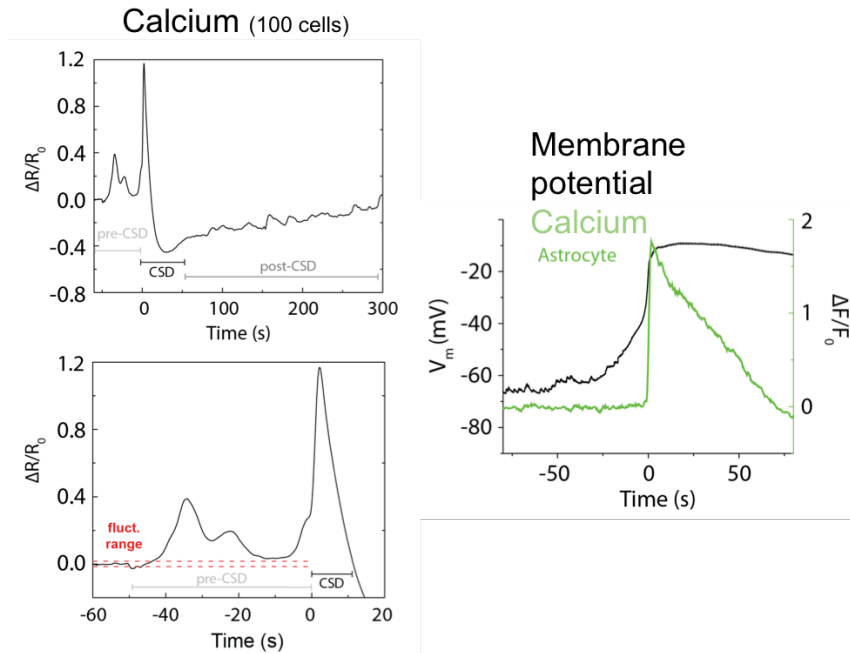 Calcium (100 cells)
1.2
0.8
0.4
0.0
-0.4
-0.8
ΔR/R0
pre-CSD
CSD
post-CSD
0
100
200
300
Time (s)
1.2
0.8
0.4
0.0
ΔR/R0
fluct.
range
pre-CSD
CSD
-60
-40
-20
0
20
Time (s)
Membrane
potential
Calcium
Astrocyte
-20
-40
-60
-80
Vm (mV)
2
1
0
ΔF/F0
-50
0
50
Time (s)